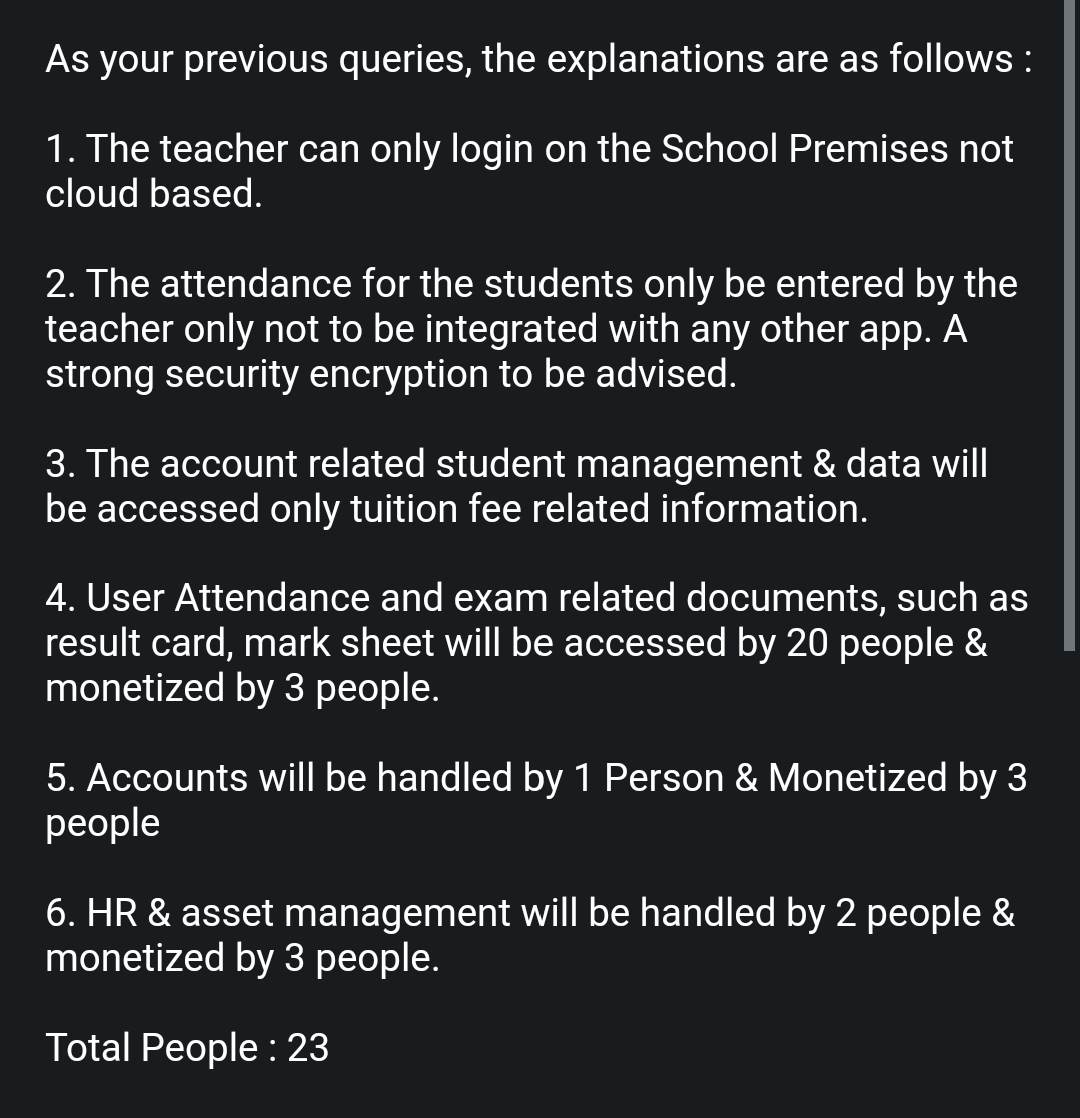 As your previous queries, the explanations are as follows :
1. The teacher can only login on the School Premises not
cloud based.
2. The attendance for the students only be entered by the
teacher only not to be integrated with any other app. A
strong security encryption to be advised.
3. The account related student management & data will
be accessed only tuition fee related information.
4. User Attendance and exam related documents, such as
result card, mark sheet will be accessed by 20 people &
monetized by 3 people.
5. Accounts will be handled by 1 Person & Monetized by 3
people
6. HR & asset management will be handled by 2 people &
monetized by 3 people.
Total People : 23